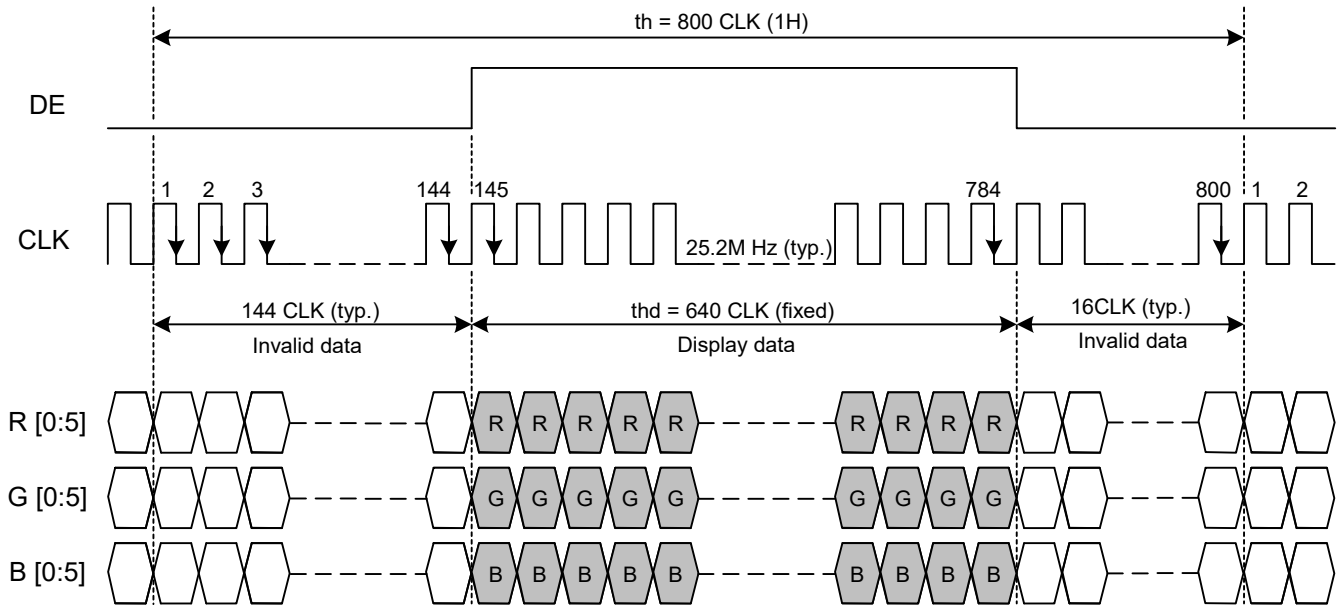 th = 800 CLK (1H)
DE
1 2 3 144 145 784 800 1 2
CLK
25.2M Hz (typ.)
144 CLK (typ.) thd = 640 CLK (fixed) 16CLK (typ.)
Invalid data Display data Invalid data
R [0:5] R R R R R R R R R
G [0:5] G G G G G G G G G
B [0:5] B B B B B B B B B